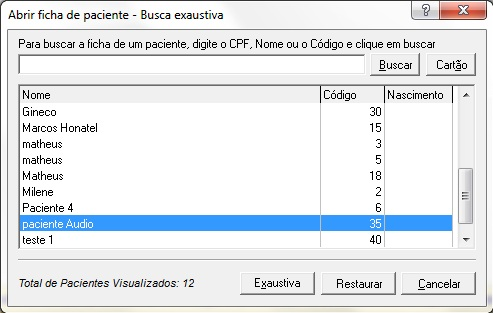 Abrir ficha de paciente - Busca exaustiva
Para buscar a ficha de um paciente, digite o CPF, Nome ou o Código e clique em buscar
Buscar Cartão
Nome Código Nascimento
Gineco 30
Marcos Honatel 15
matheus 3
matheus 5
Matheus 18
Milene 2
Paciente 4 6
paciente Audio 35
teste 1 40
Total de Pacientes Visualizados: 12 Exaustiva Restaurar Cancelar